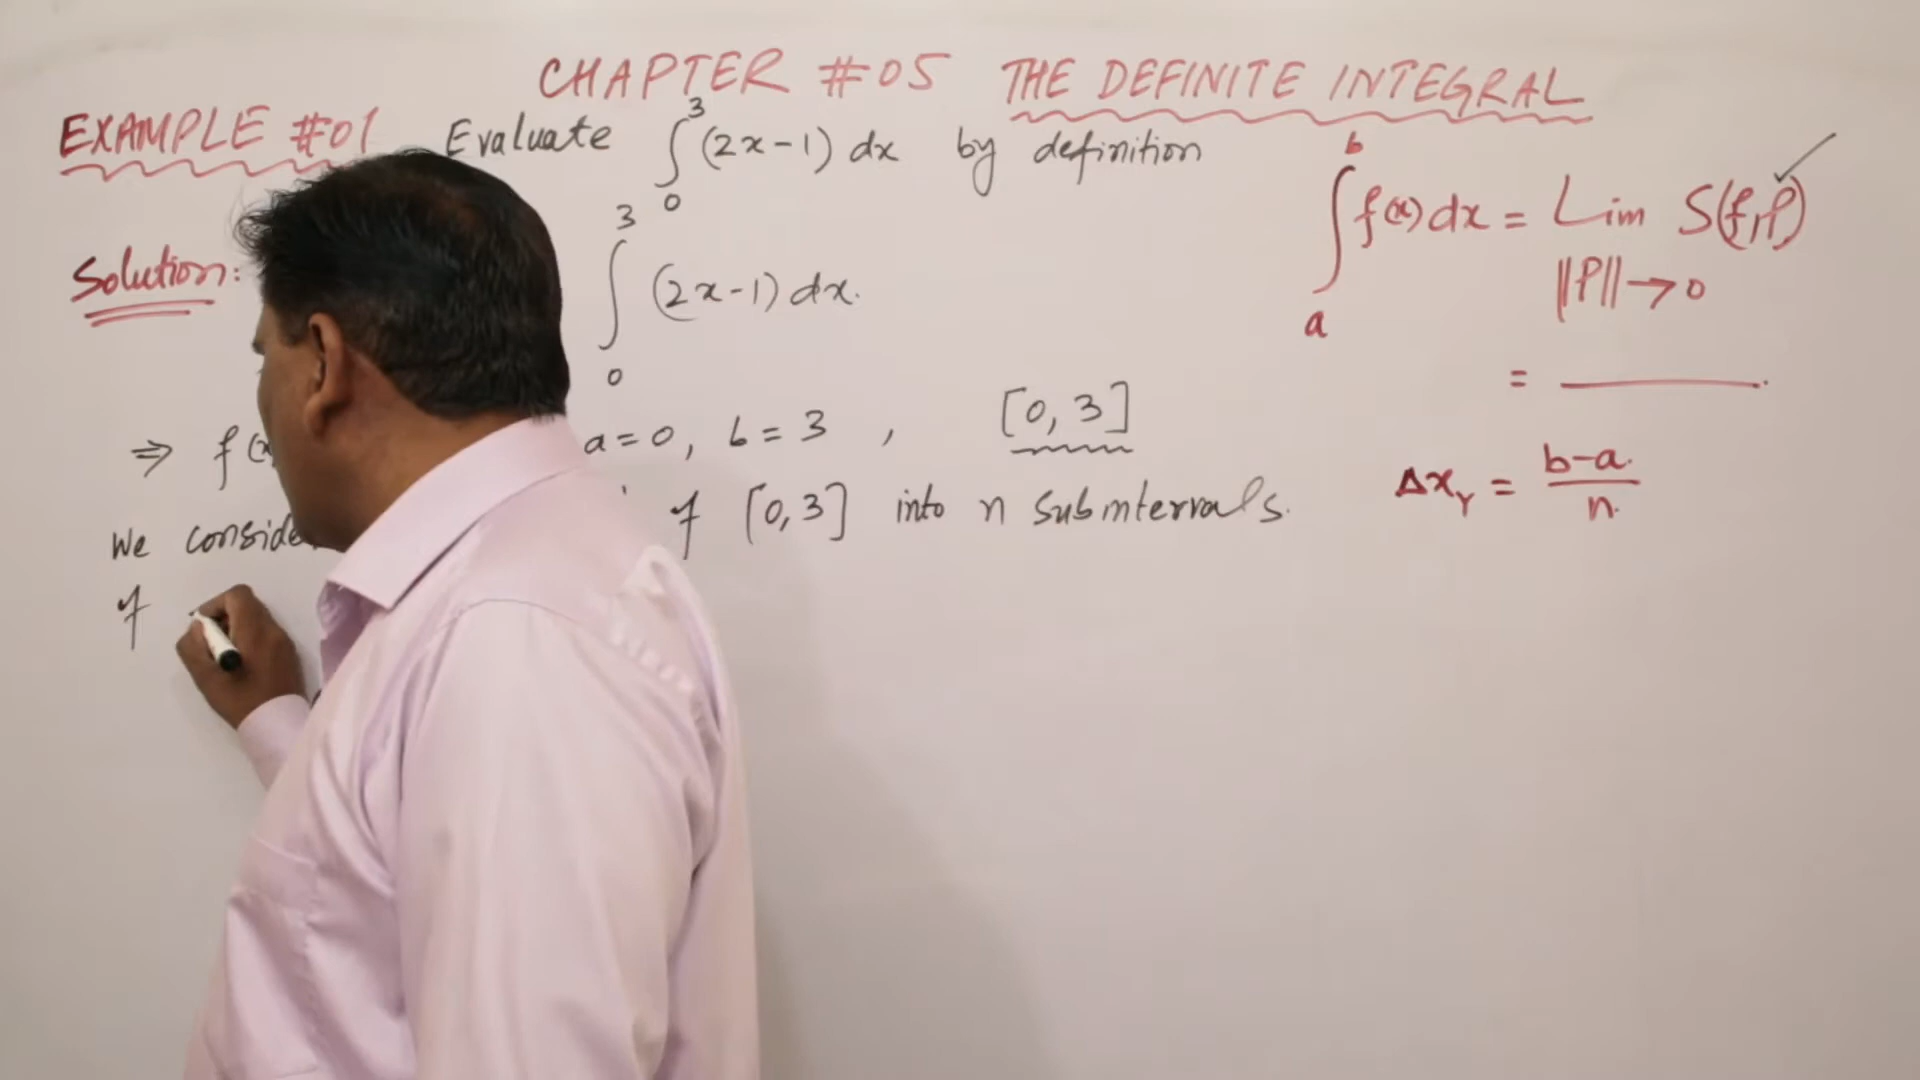 CHAPTER #05 THE DEFINITE INTEGRAL
EXAMPLE #01 Evaluate ∫₀³ (2x-1) dx by definition
Solution: ∫₀³ (2x-1) dx.
∫ₐᵇ f(x) dx = Lim S(f,P)
||P|| → 0
= ———.
⇒ f(x a=0, b=3 , [0,3]
Δxᵣ = b-a. / n.
We conside of [0,3] into n subintervals.
of